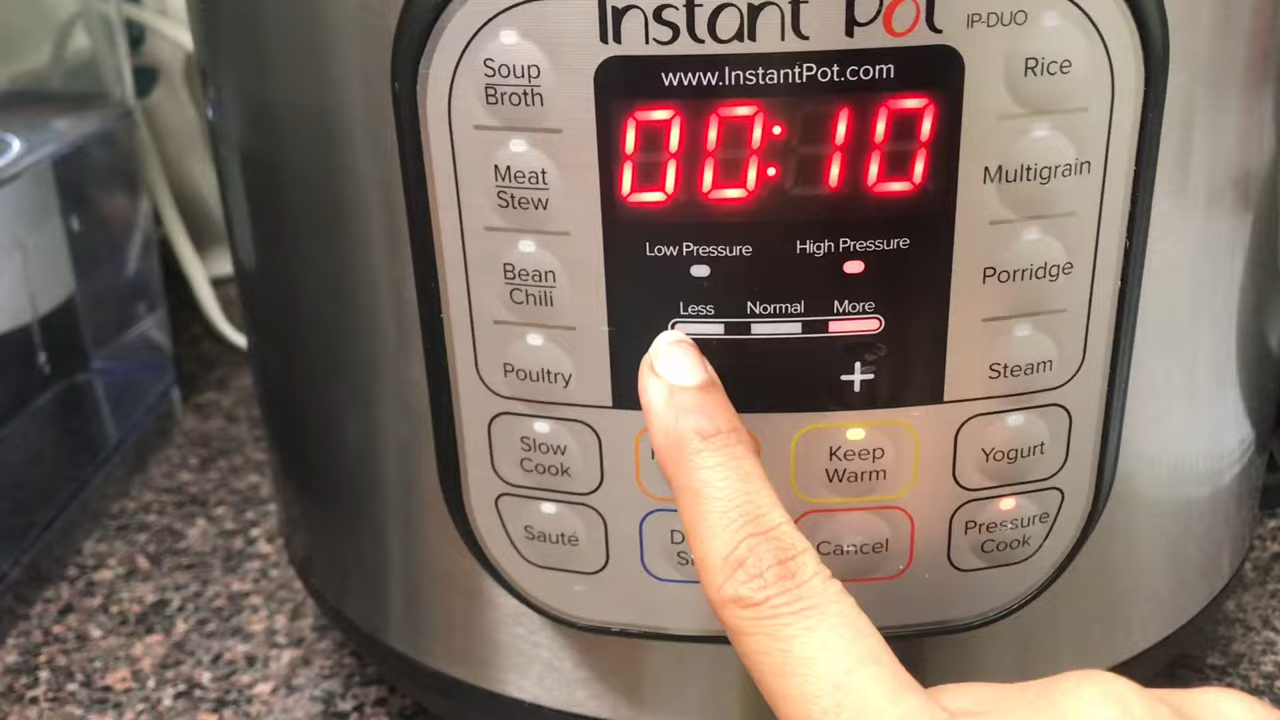 Instant Pot IP-DUO
www.InstantPot.com
00:10
Soup
Broth
Meat
Stew
Bean
Chili
Poultry
Low Pressure
High Pressure
Less
Normal
More
+
Rice
Multigrain
Porridge
Steam
Slow
Cook
Keep
Warm
Yogurt
Sauté
Cancel
Pressure
Cook